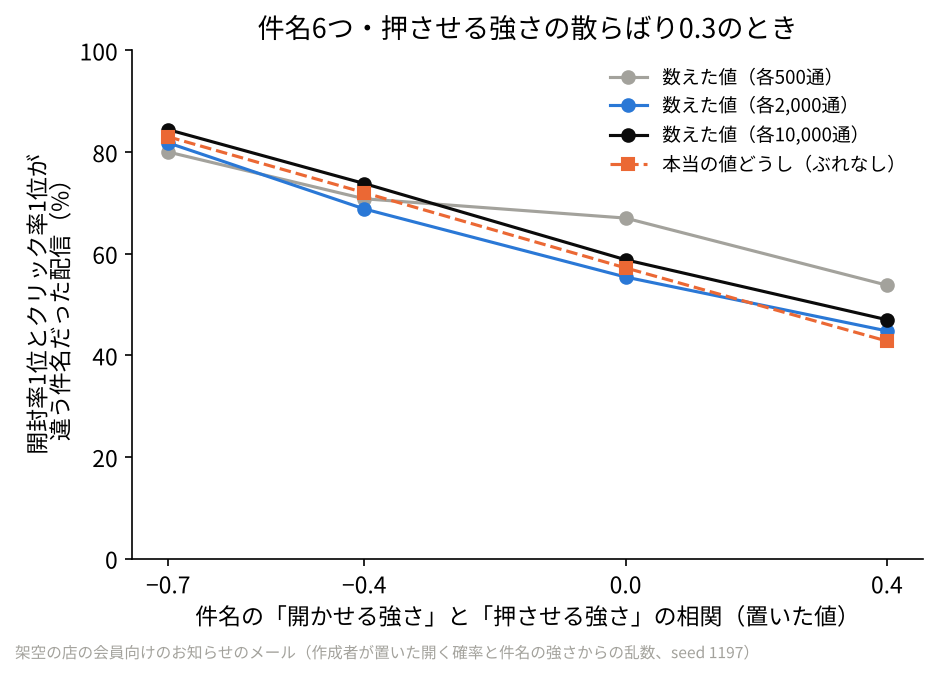 件名6つ・押させる強さの散らばり0.3のとき
開封率1位とクリック率1位が
違う件名だった配信（%）
100
80
60
40
20
0
数えた値（各500通）
数えた値（各2,000通）
数えた値（各10,000通）
本当の値どうし（ぶれなし）
−0.7
−0.4
0.0
0.4
件名の「開かせる強さ」と「押させる強さ」の相関（置いた値）
架空の店の会員向けのお知らせのメール（作成者が置いた開く確率と件名の強さからの乱数、seed 1197）